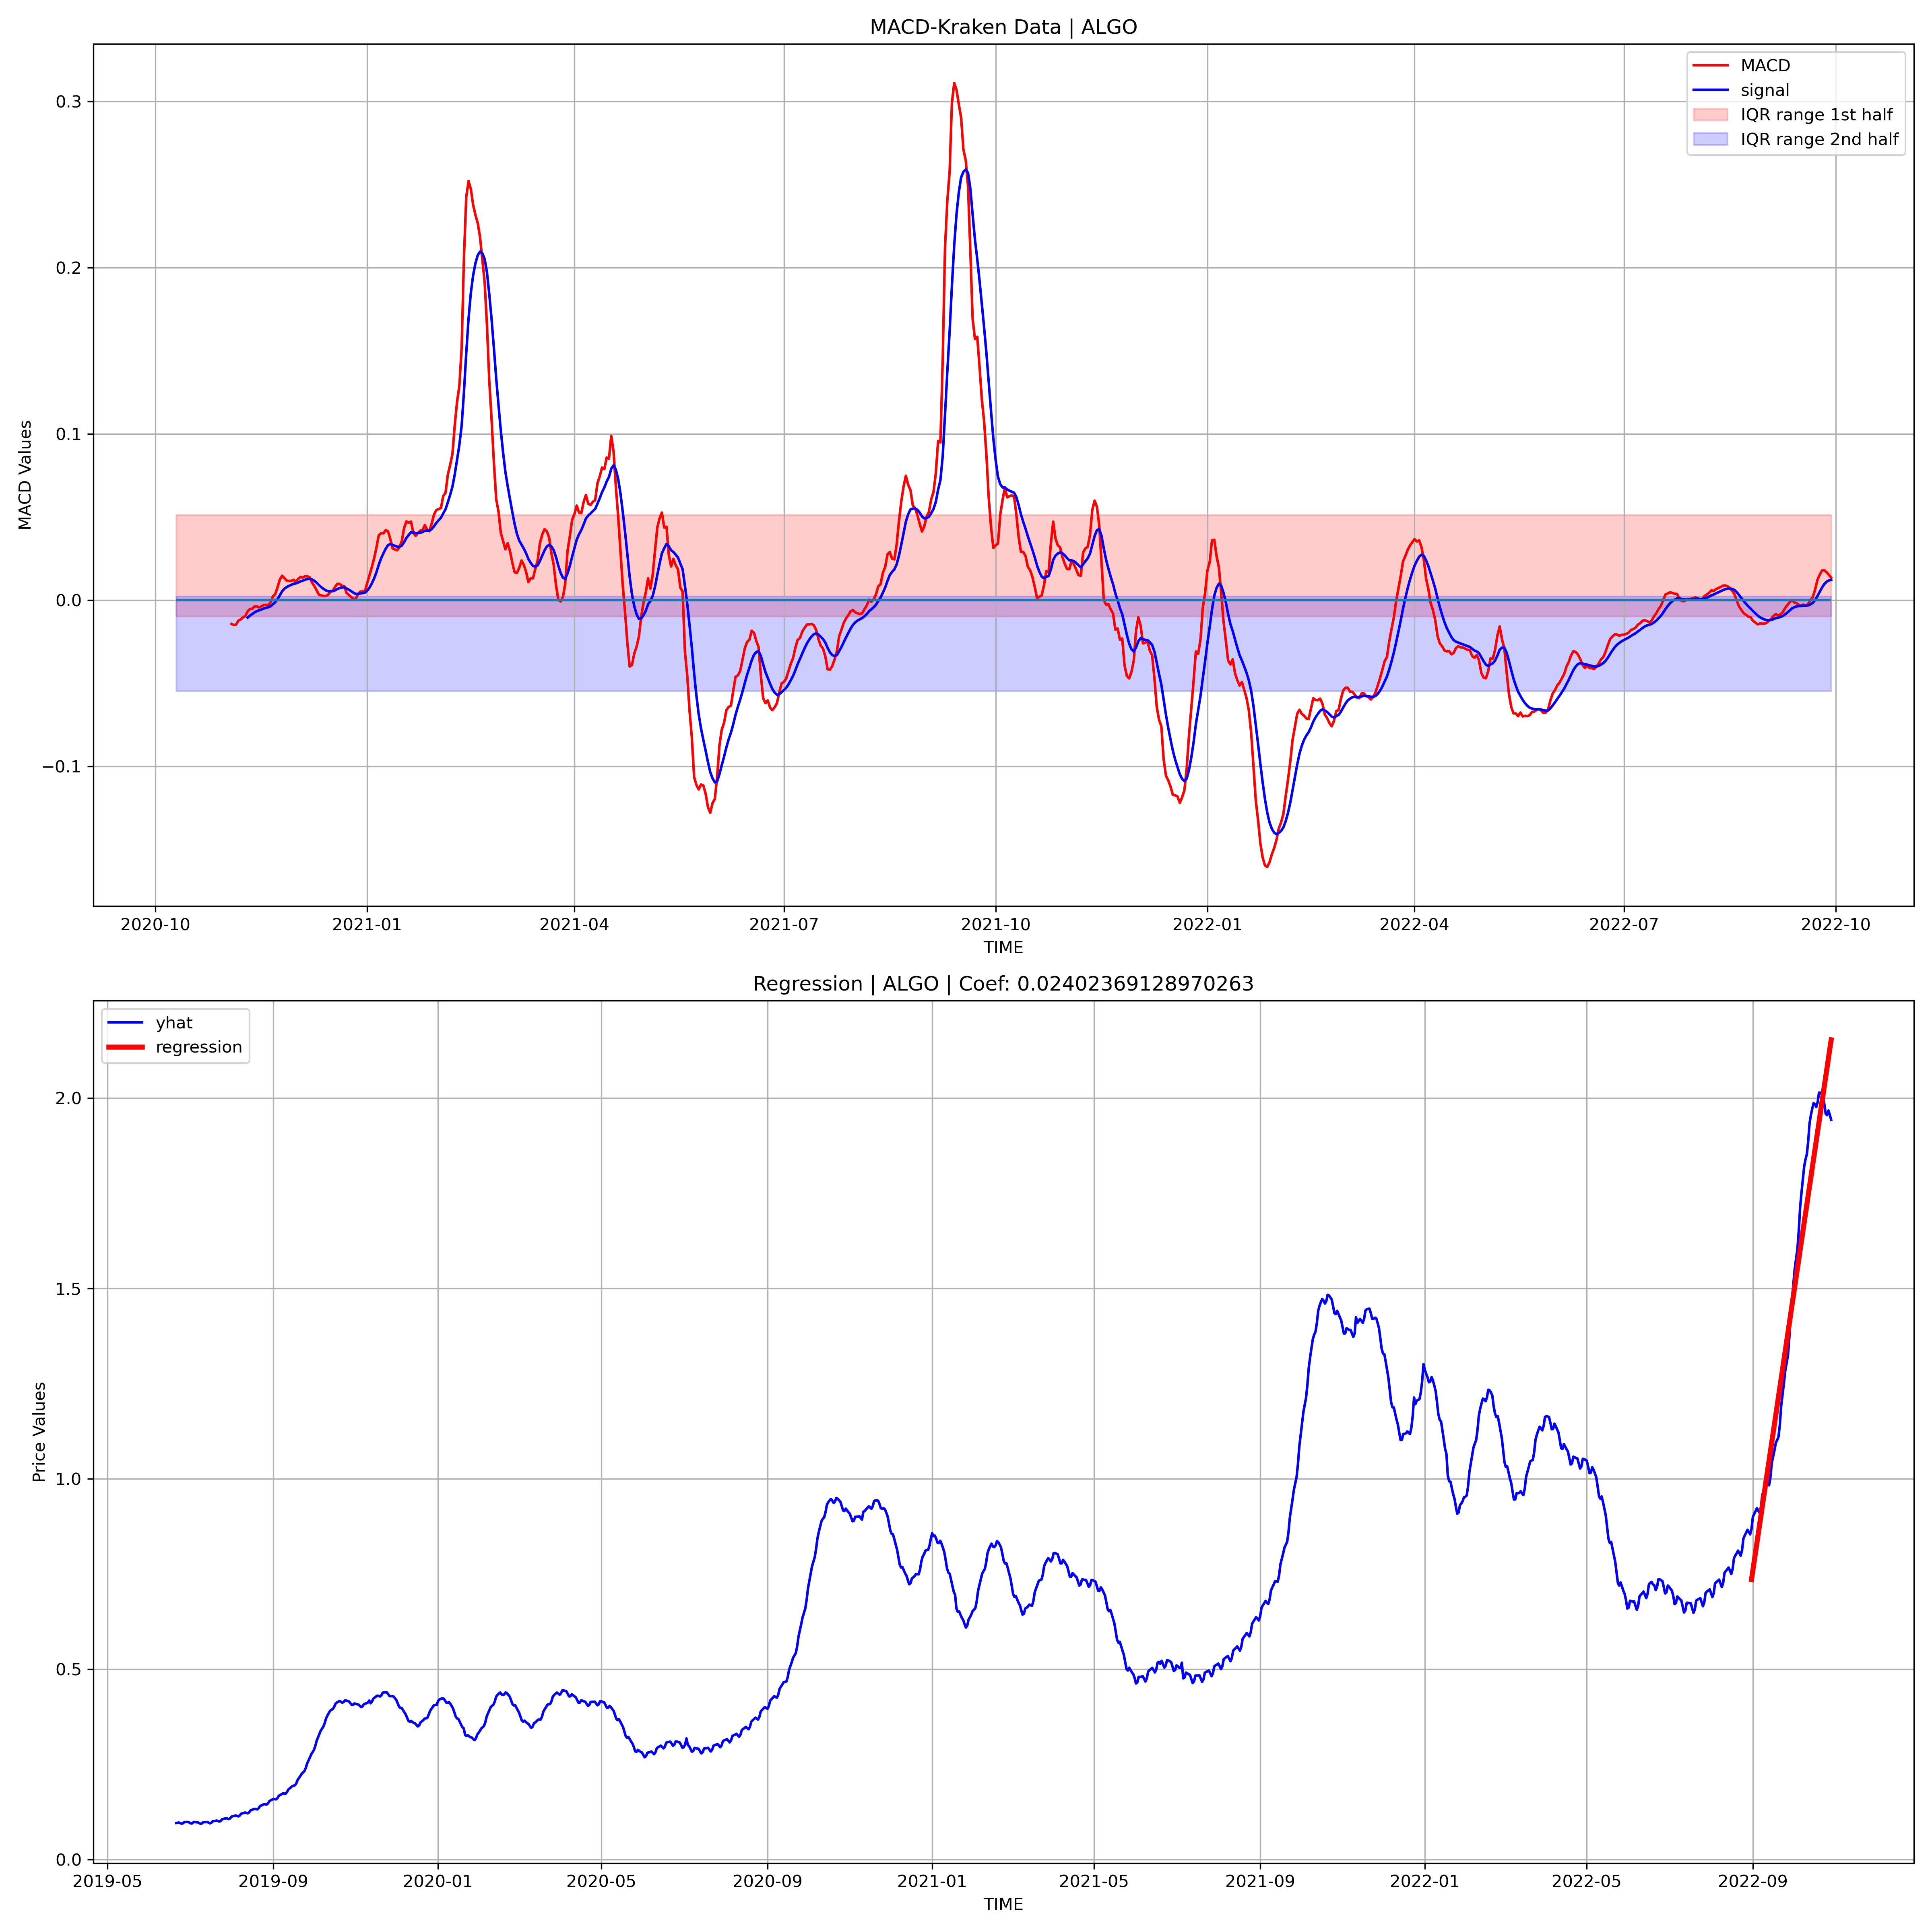 MACD-Kraken Data | ALGO
MACD Values
0.3
0.2
0.1
0.0
−0.1
MACD
signal
IQR range 1st half
IQR range 2nd half
2020-10 2021-01 2021-04 2021-07 2021-10 2022-01 2022-04 2022-07 2022-10
TIME
Regression | ALGO | Coef: 0.02402369128970263
yhat
regression
Price Values
2.0
1.5
1.0
0.5
0.0
2019-05 2019-09 2020-01 2020-05 2020-09 2021-01 2021-05 2021-09 2022-01 2022-05 2022-09
TIME